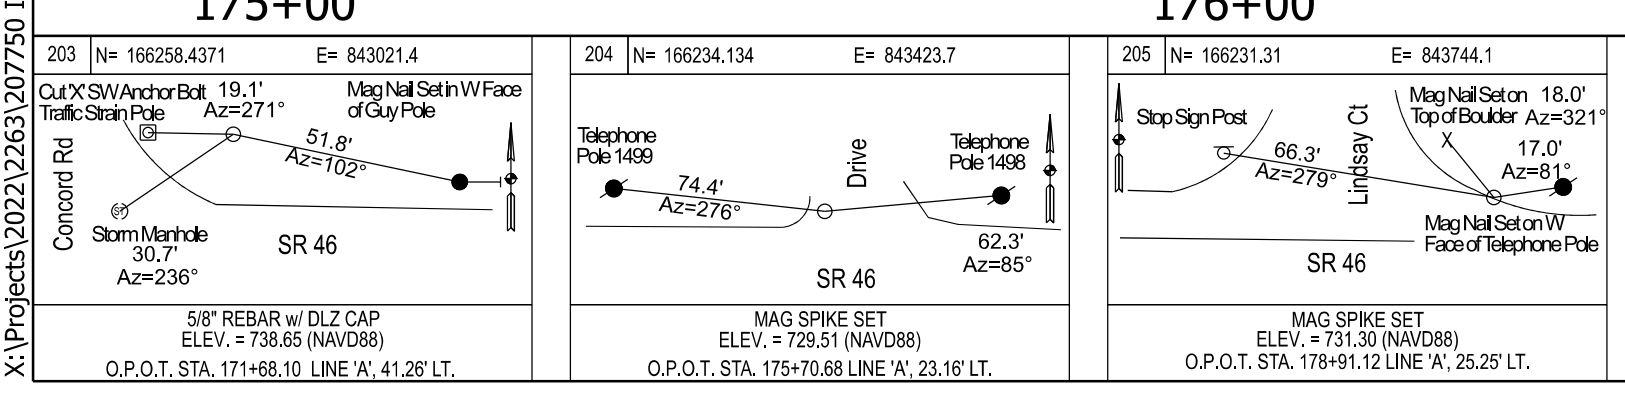 175+00
176+00
X:\Projects\2022\2263\207750
203 N= 166258.4371 E= 843021.4
Cut 'X' SW Anchor Bolt
Traffic Strain Pole
19.1'
Az=271°
Mag Nail Set in W Face
of Guy Pole
51.8'
Az=102°
Concord Rd
ST
Storm Manhole
30.7'
Az=236°
SR 46
5/8" REBAR w/ DLZ CAP
ELEV. = 738.65 (NAVD88)
O.P.O.T. STA. 171+68.10 LINE 'A', 41.26' LT.
204 N= 166234.134 E= 843423.7
Telephone
Pole 1499
74.4'
Az=276°
Drive
Telephone
Pole 1498
62.3'
Az=85°
SR 46
MAG SPIKE SET
ELEV. = 729.51 (NAVD88)
O.P.O.T. STA. 175+70.68 LINE 'A', 23.16' LT.
205 N= 166231.31 E= 843744.1
Stop Sign Post
66.3'
Az=279°
Lindsay Ct
Mag Nail Set on
Top of Boulder
18.0'
Az=321°
X
17.0'
Az=81°
Mag Nail Set on W
Face of Telephone Pole
SR 46
MAG SPIKE SET
ELEV. = 731.30 (NAVD88)
O.P.O.T. STA. 178+91.12 LINE 'A', 25.25' LT.